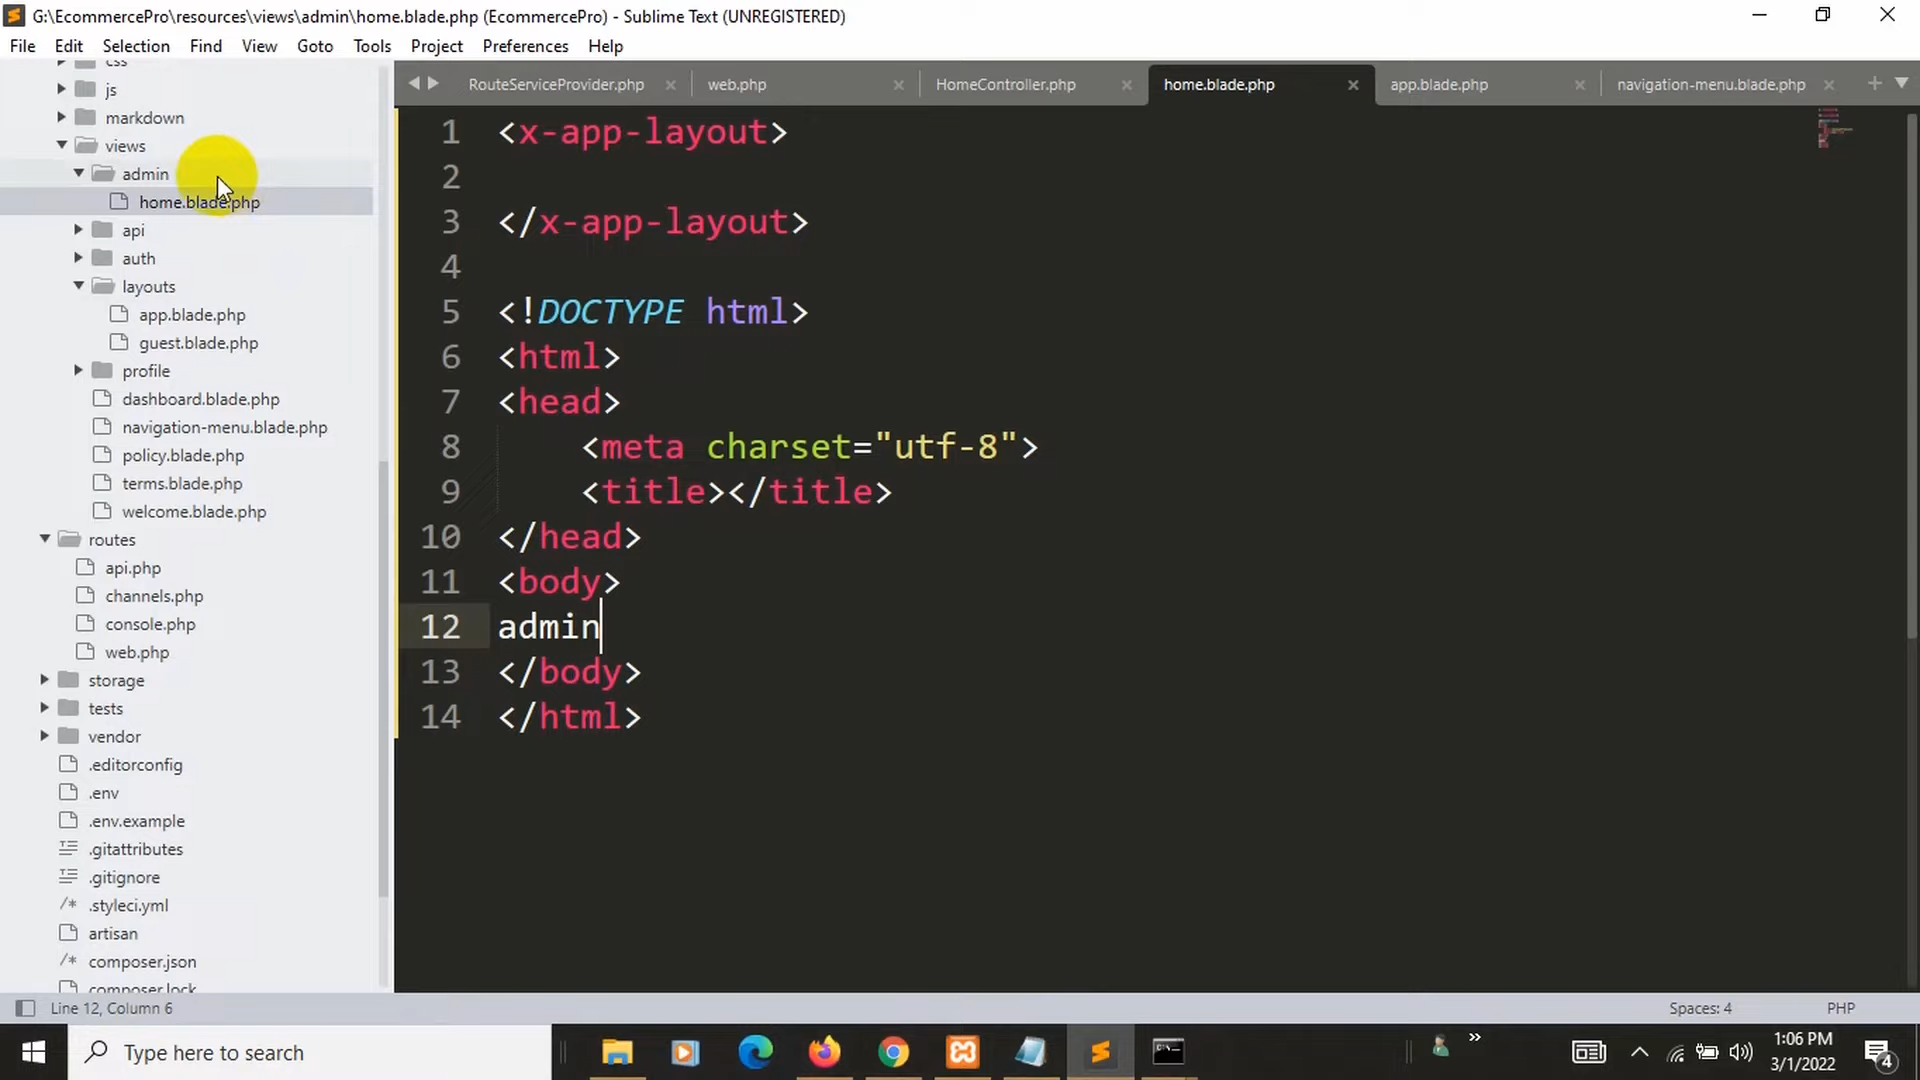 G:\EcommercePro\resources\views\admin\home.blade.php (EcommercePro) - Sublime Text (UNREGISTERED)
File Edit Selection Find View Goto Tools Project Preferences Help
css
js
markdown
views
admin
home.blade.php
api
auth
layouts
app.blade.php
guest.blade.php
profile
dashboard.blade.php
navigation-menu.blade.php
policy.blade.php
terms.blade.php
welcome.blade.php
routes
api.php
channels.php
console.php
web.php
storage
tests
vendor
.editorconfig
.env
.env.example
.gitattributes
.gitignore
.styleci.yml
artisan
composer.json
composer.lock
RouteServiceProvider.php web.php HomeController.php home.blade.php app.blade.php navigation-menu.blade.php
1 <x-app-layout>
2
3 </x-app-layout>
4
5 <!DOCTYPE html>
6 <html>
7 <head>
8 <meta charset="utf-8">
9 <title></title>
10 </head>
11 <body>
12 admin
13 </body>
14 </html>
Line 12, Column 6 Spaces: 4 PHP
Type here to search
1:06 PM
3/1/2022
4